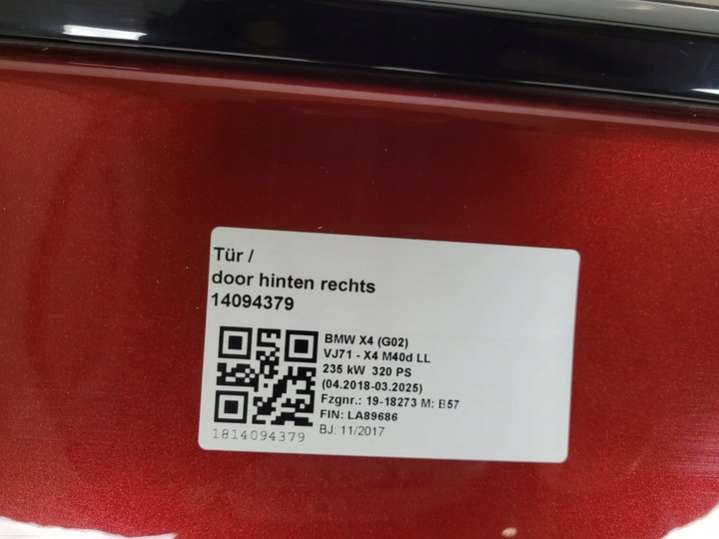 Tür /
door hinten rechts
14094379
BMW X4 (G02)
VJ71 - X4 M40d LL
235 kW 320 PS
(04.2018-03.2025)
Fzgnr.: 19-18273 M: B57
FIN: LA89686
BJ: 11/2017
1814094379